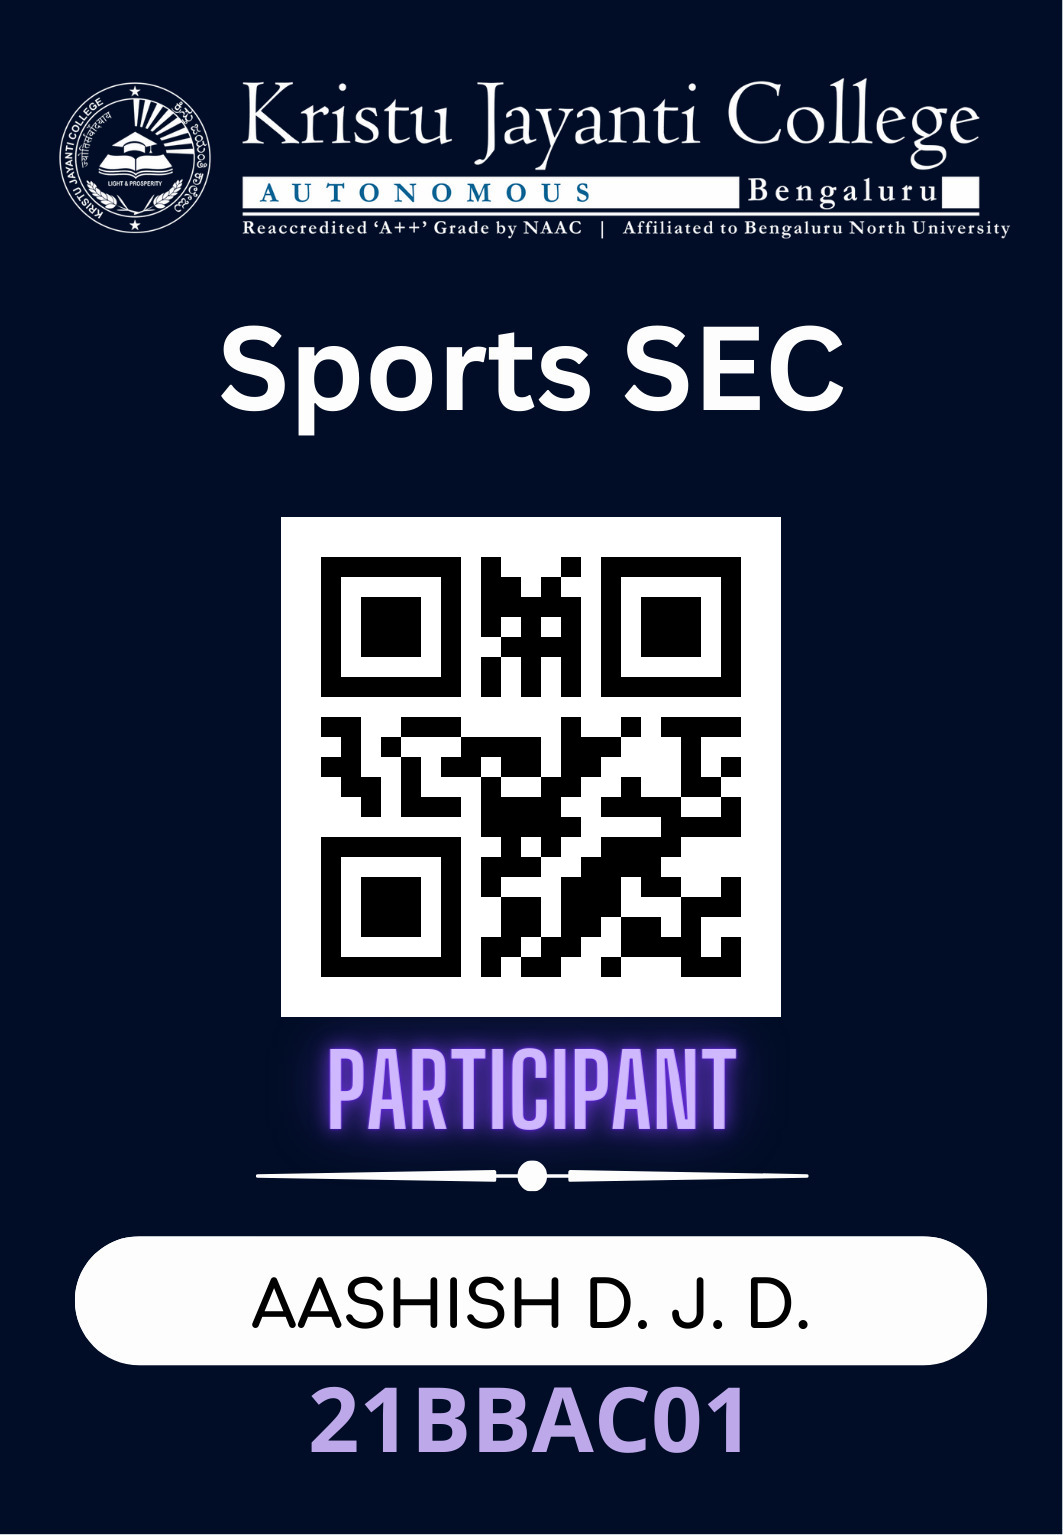 Kristu Jayanti College
AUTONOMOUS Bengaluru
Reaccredited ‘A++’ Grade by NAAC | Affiliated to Bengaluru North University
KRISTU JAYANTI COLLEGE
LIGHT & PROSPERITY
Sports SEC
PARTICIPANT
AASHISH D. J. D.
21BBAC01